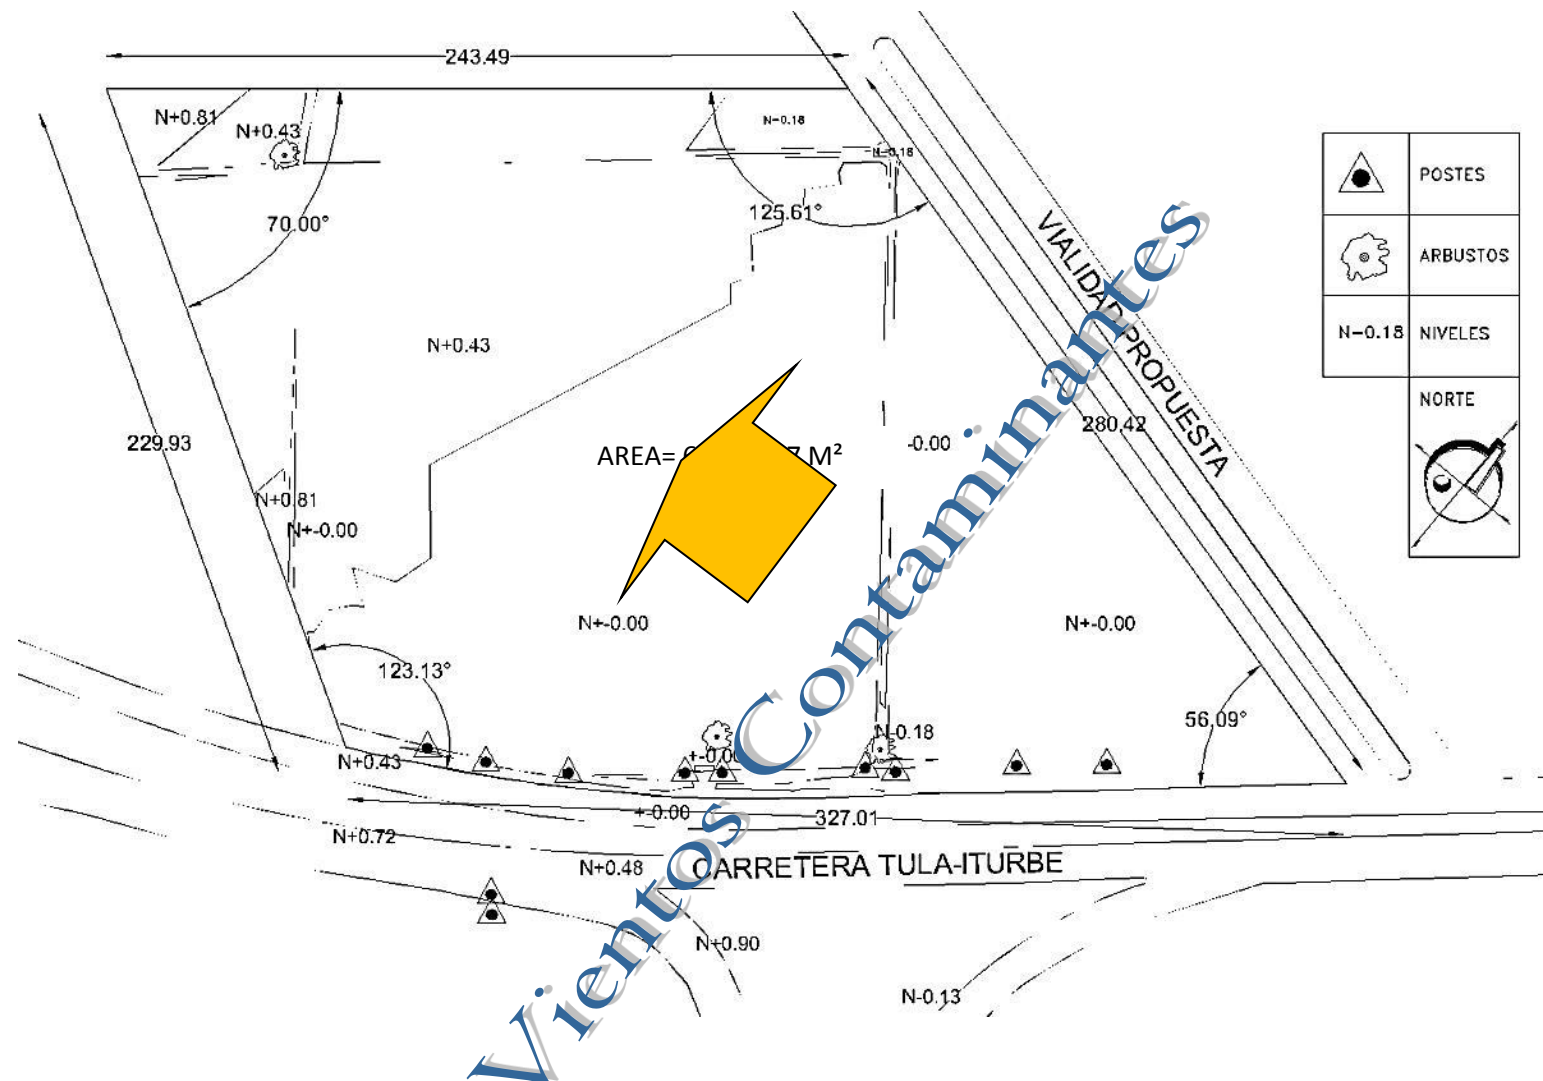 243.49
N+0.81
N+0.43
N-0.18
N-0.18
70.00°
125.61°
POSTES
ARBUSTOS
N-0.18 NIVELES
NORTE
VIALIDAD PROPUESTA
N+0.43
229.93
AREA= 7 M²
-0.00
280.42
N+0.81
N+-0.00
N+-0.00
N+-0.00
123.13°
56.09°
N-0.18
N+0.43
+-0.00
+-0.00
327.01
N+0.72
N+0.48
CARRETERA TULA-ITURBE
N+0.90
N-0.13
Vientos Contaminantes